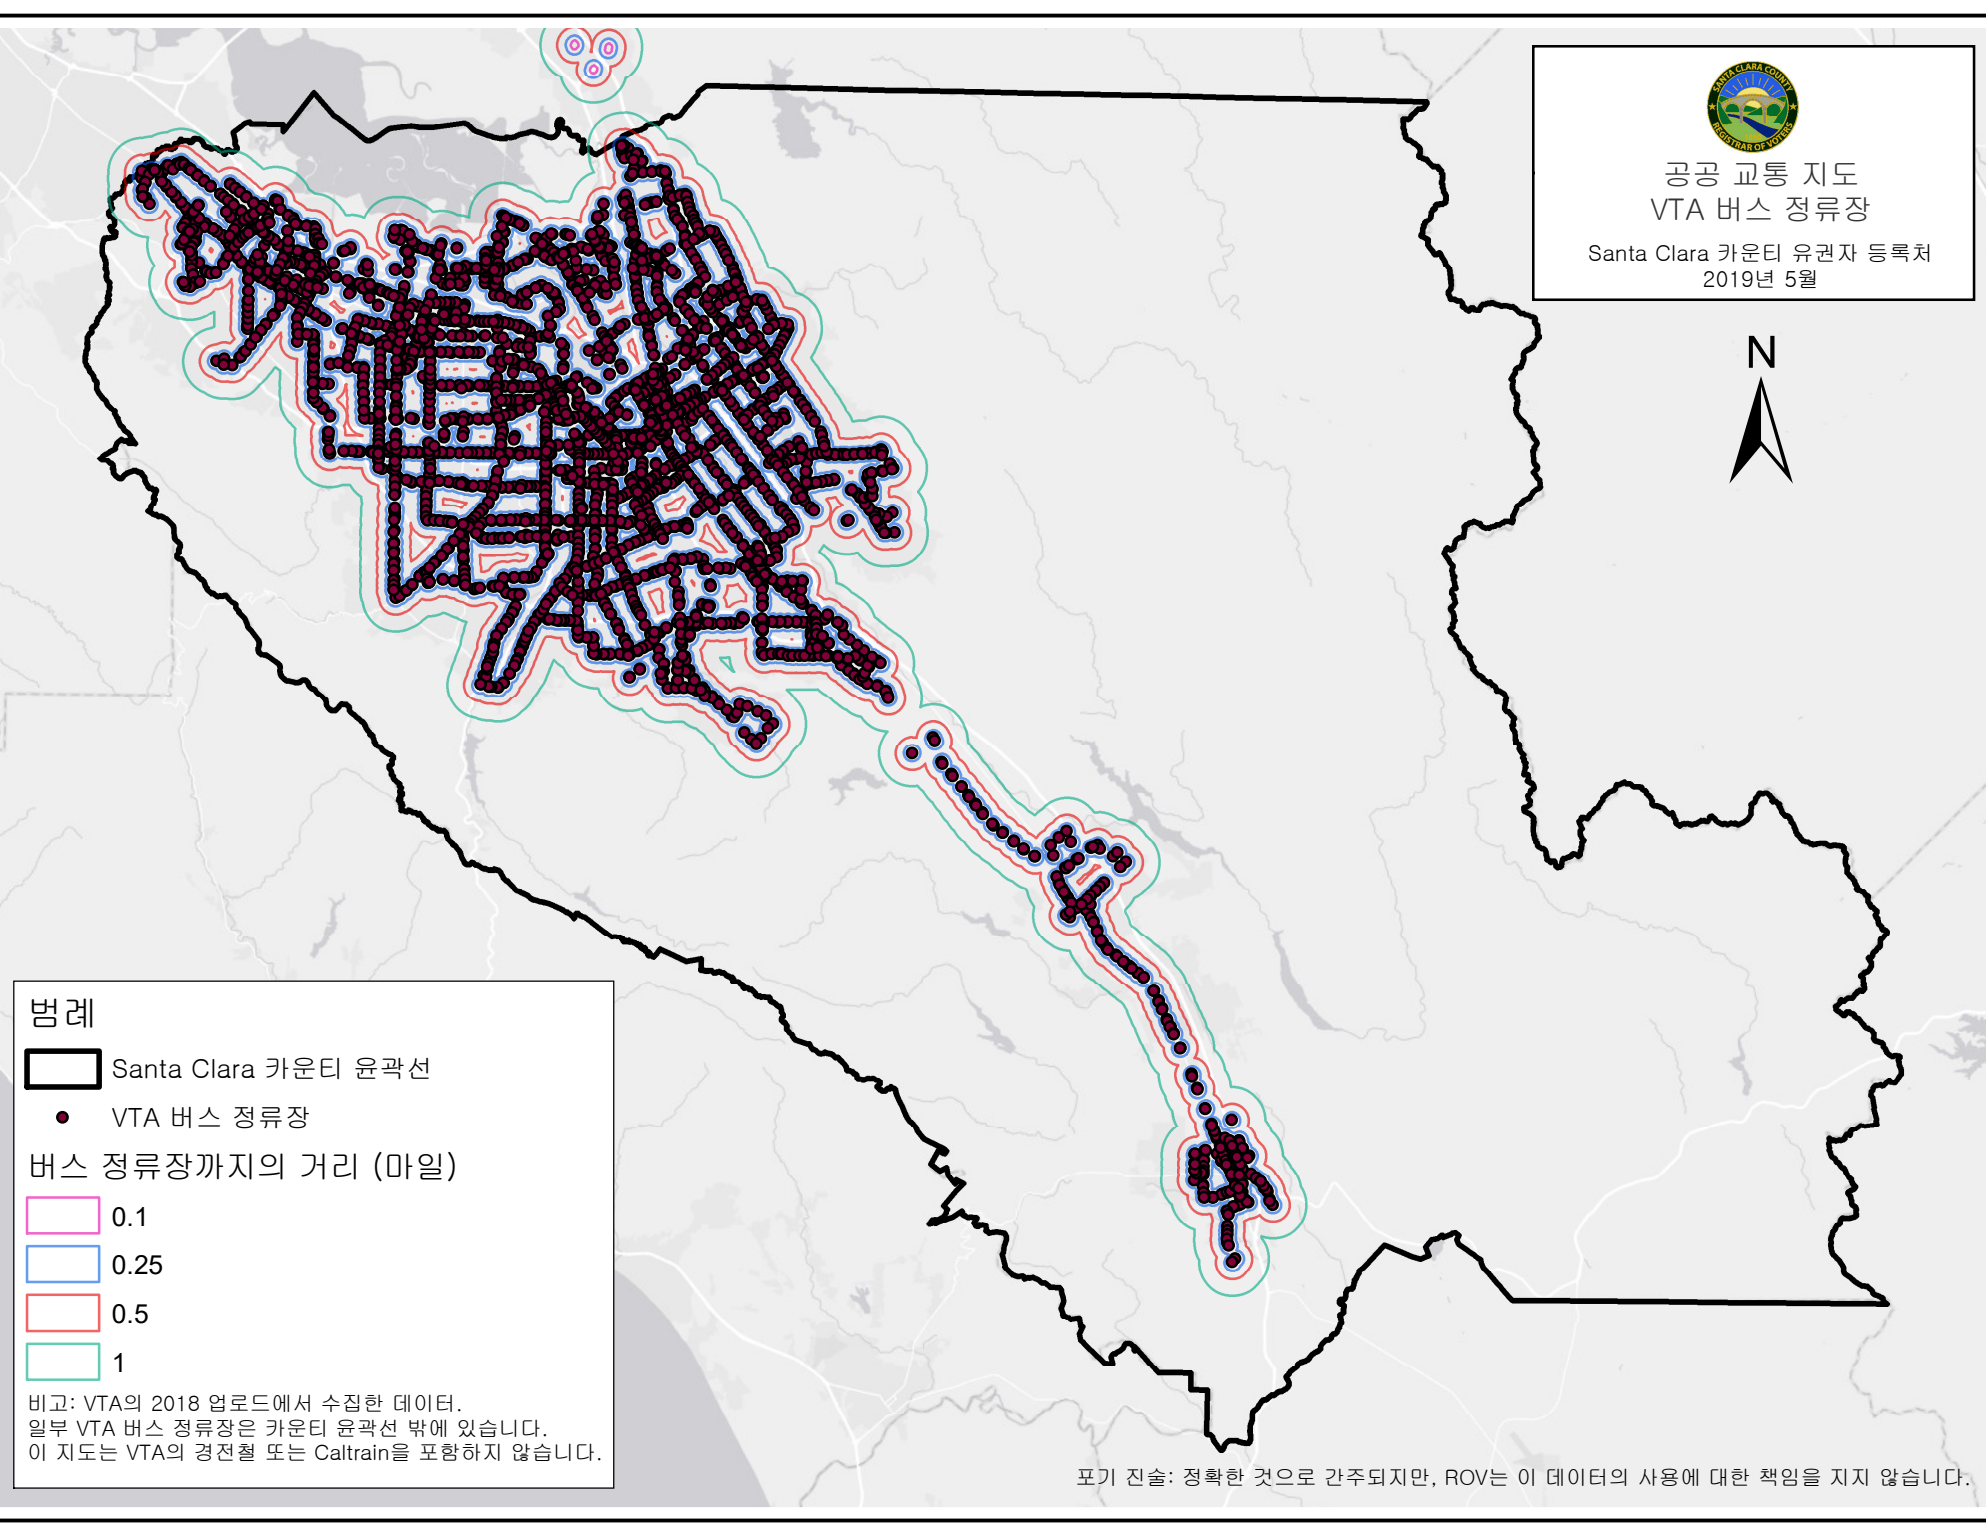 SANTA CLARA COUNTY
REGISTRAR OF VOTERS
공공 교통 지도
VTA 버스 정류장
Santa Clara 카운티 유권자 등록처
2019년 5월
N
범례
Santa Clara 카운티 윤곽선
VTA 버스 정류장
버스 정류장까지의 거리 (마일)
0.1
0.25
0.5
1
비고: VTA의 2018 업로드에서 수집한 데이터.
일부 VTA 버스 정류장은 카운티 윤곽선 밖에 있습니다.
이 지도는 VTA의 경전철 또는 Caltrain을 포함하지 않습니다.
포기 진술: 정확한 것으로 간주되지만, ROV는 이 데이터의 사용에 대한 책임을 지지 않습니다.